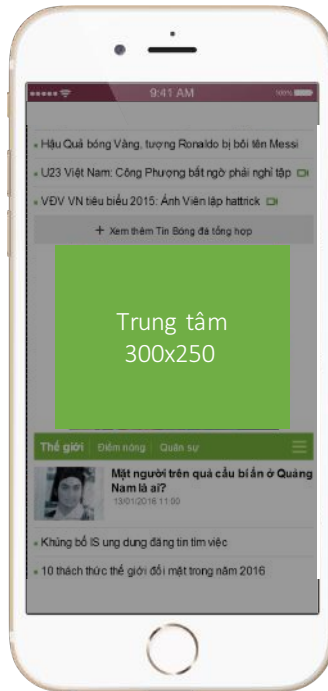 9:41 AM
100%
Hậu Quả bóng Vàng, tượng Ronaldo bị bôi tên Messi
U23 Việt Nam: Công Phượng bất ngờ phải nghỉ tập
VĐV VN tiêu biểu 2015: Ánh Viên lập hattrick
+ Xem thêm Tin Bóng đá tổng hợp
Trung tâm
300x250
Thế giới | Điểm nóng | Quân sự
Mặt người trên quả cầu bí ẩn ở Quảng
Nam là ai?
13/01/2016 11:00
Khủng bố IS ung dung đăng tin tìm việc
10 thách thức thế giới đối mặt trong năm 2016